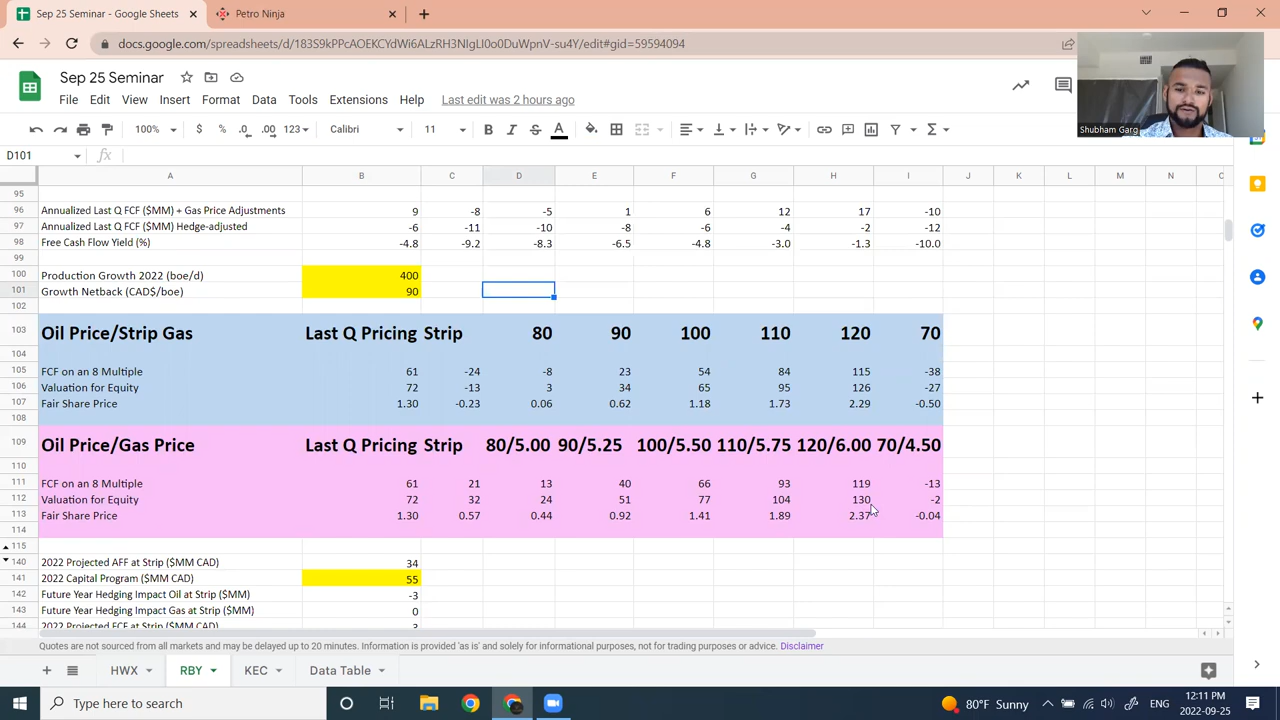 Sep 25 Seminar - Google Sheets
Petro Ninja
docs.google.com/spreadsheets/d/183S9kPPcAOEKCYdWi6ALzRH3NIgLI0o0DuWpnV-su4Y/edit#gid=59594094
Sep 25 Seminar
File Edit View Insert Format Data Tools Extensions Help Last edit was 2 hours ago
Shubham Garg
100% $ % .0 .00 123 Calibri 11 B I S A
D101 fx
A B C D E F G H I J K L M N
95
96 Annualized Last Q FCF ($MM) + Gas Price Adjustments 9 -8 -5 1 6 12 17 -10
97 Annualized Last Q FCF ($MM) Hedge-adjusted -6 -11 -10 -8 -6 -4 -2 -12
98 Free Cash Flow Yield (%) -4.8 -9.2 -8.3 -6.5 -4.8 -3.0 -1.3 -10.0
99
100 Production Growth 2022 (boe/d) 400
101 Growth Netback (CAD$/boe) 90
102
103 Oil Price/Strip Gas Last Q Pricing Strip 80 90 100 110 120 70
104
105 FCF on an 8 Multiple 61 -24 -8 23 54 84 115 -38
106 Valuation for Equity 72 -13 3 34 65 95 126 -27
107 Fair Share Price 1.30 -0.23 0.06 0.62 1.18 1.73 2.29 -0.50
108
109 Oil Price/Gas Price Last Q Pricing Strip 80/5.00 90/5.25 100/5.50 110/5.75 120/6.00 70/4.50
110
111 FCF on an 8 Multiple 61 21 13 40 66 93 119 -13
112 Valuation for Equity 72 32 24 51 77 104 130 -2
113 Fair Share Price 1.30 0.57 0.44 0.92 1.41 1.89 2.37 -0.04
114
115
140 2022 Projected AFF at Strip ($MM CAD) 34
141 2022 Capital Program ($MM CAD) 55
142 Future Year Hedging Impact Oil at Strip ($MM) -3
143 Future Year Hedging Impact Gas at Strip ($MM) 0
144 2022 Projected FCF at Strip ($MM)
Quotes are not sourced from all markets and may be delayed up to 20 minutes. Information is provided 'as is' and solely for informational purposes, not for trading purposes or advice. Disclaimer
HWX RBY KEC Data Table
Type here to search
80°F Sunny ENG
12:11 PM
2022-09-25